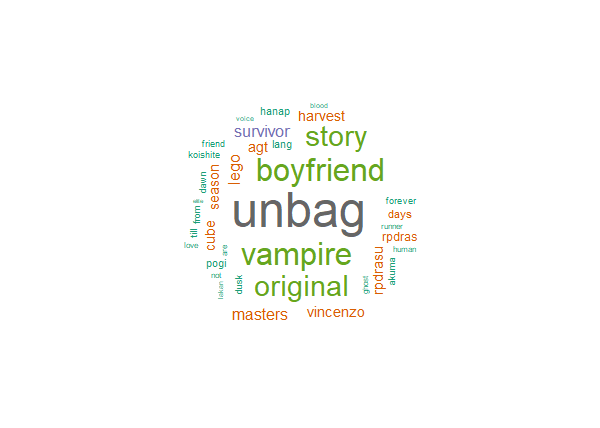 blood
hanap
voice
harvest
survivor
story
friend
agt
lang
koishite
lego
boyfriend
dawn
season
unbag
forever
from
days
till
cube
runner
rpdras
love
are
vampire
human
pogi
rpdrasu
akuma
not
dusk
original
ghost
masters
vincenzo